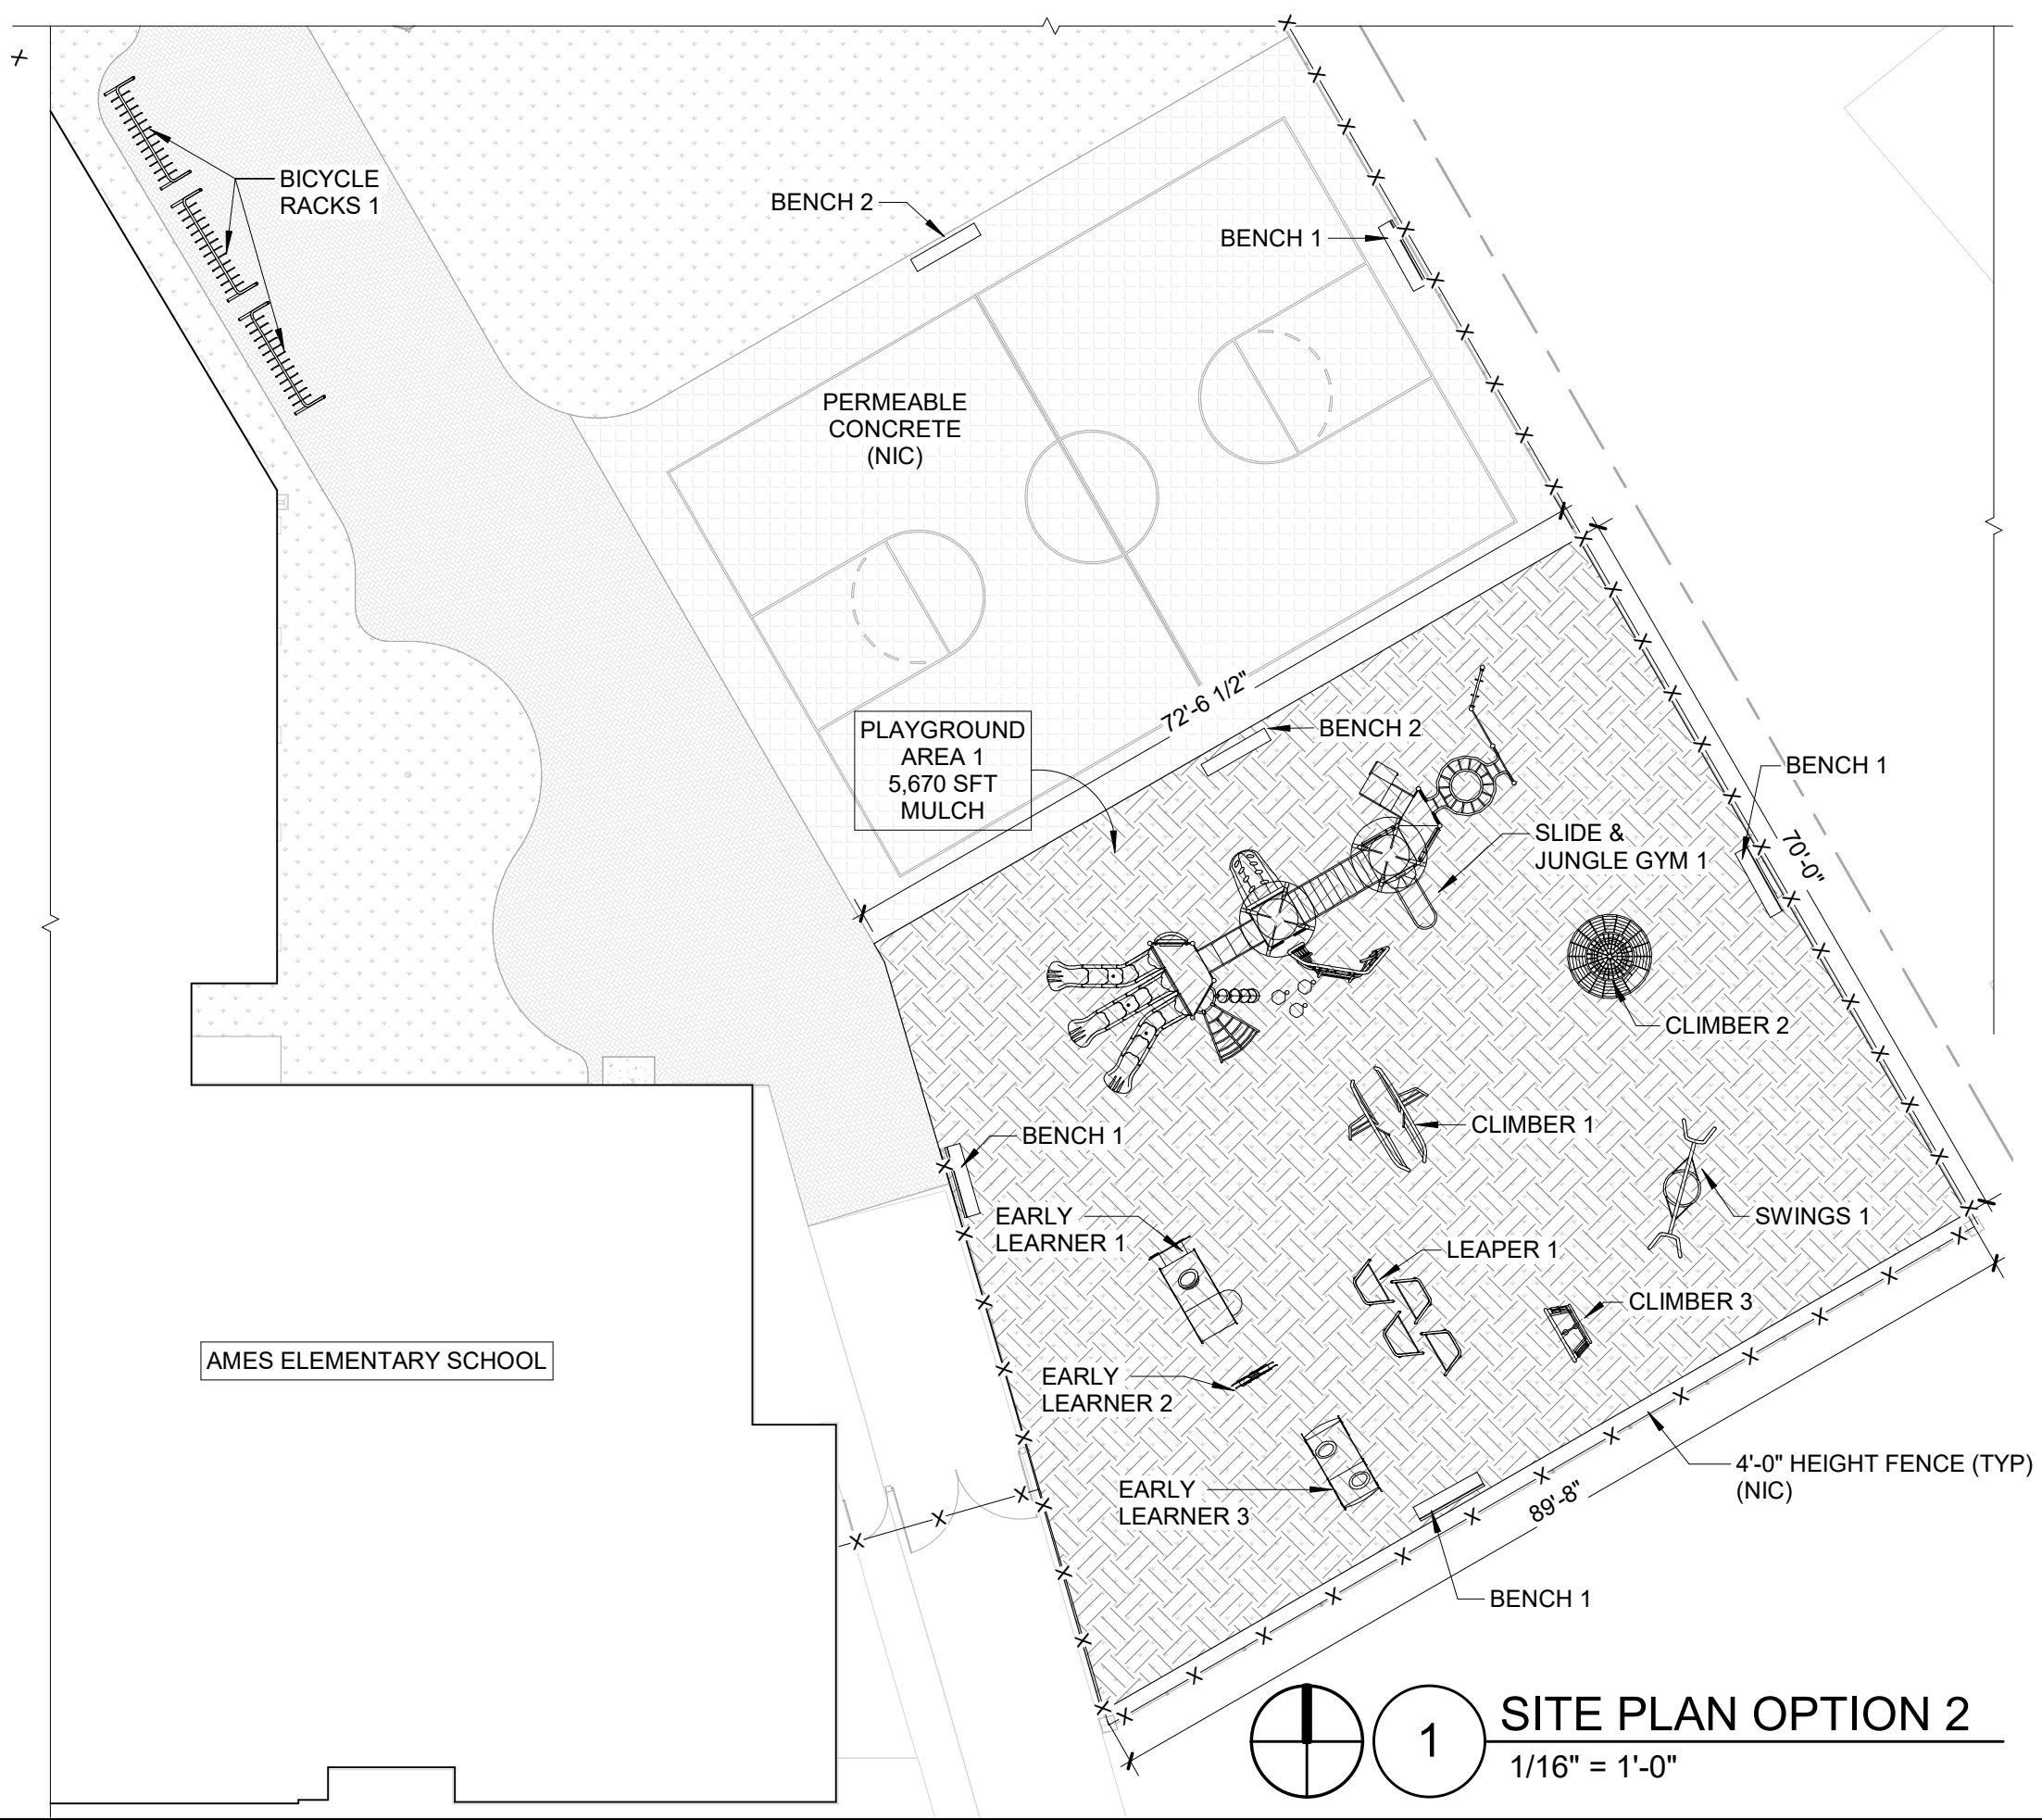 BICYCLE
RACKS 1
BENCH 2
BENCH 1
PERMEABLE
CONCRETE
(NIC)
72'-6 1/2"
PLAYGROUND
AREA 1
5,670 SFT
MULCH
BENCH 2
BENCH 1
70'-0"
SLIDE &
JUNGLE GYM 1
CLIMBER 2
CLIMBER 1
BENCH 1
EARLY
LEARNER 1
SWINGS 1
LEAPER 1
CLIMBER 3
AMES ELEMENTARY SCHOOL
EARLY
LEARNER 2
4'-0" HEIGHT FENCE (TYP)
(NIC)
EARLY
LEARNER 3
89'-8"
BENCH 1
1
SITE PLAN OPTION 2
1/16" = 1'-0"